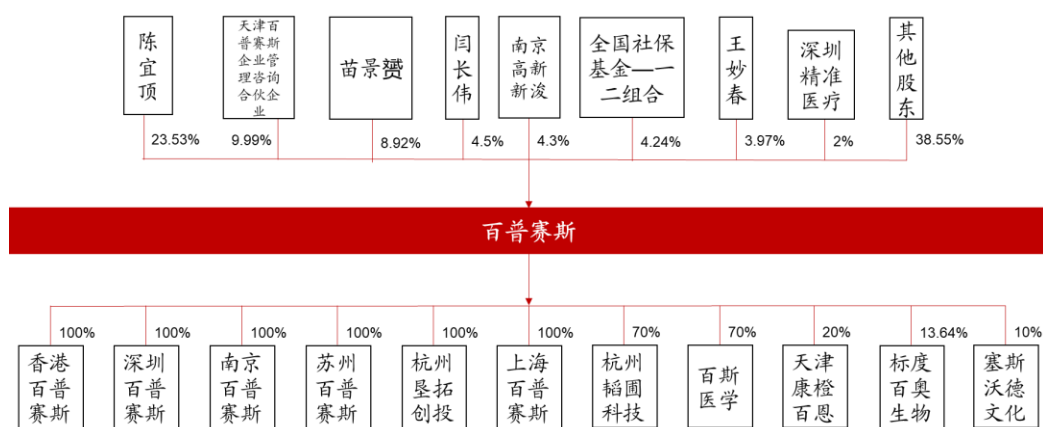 陈
宜
顶
天津百
普赛斯
企业管
理咨询
合伙企
业
苗景赟
闫
长
伟
南京
高新
新浚
全国社保
基金—一
二组合
王
妙
春
深圳
精准
医疗
其
他
股
东
23.53%
9.99%
8.92%
4.5%
4.3%
4.24%
3.97%
2%
38.55%
百普赛斯
100%
100%
100%
100%
100%
100%
70%
70%
20%
13.64%
10%
香港
百普
赛斯
深圳
百普
赛斯
南京
百普
赛斯
苏州
百普
赛斯
杭州
垦拓
创投
上海
百普
赛斯
杭州
韬圃
科技
百斯
医学
天津
康橙
百恩
标度
百奥
生物
塞斯
沃德
文化